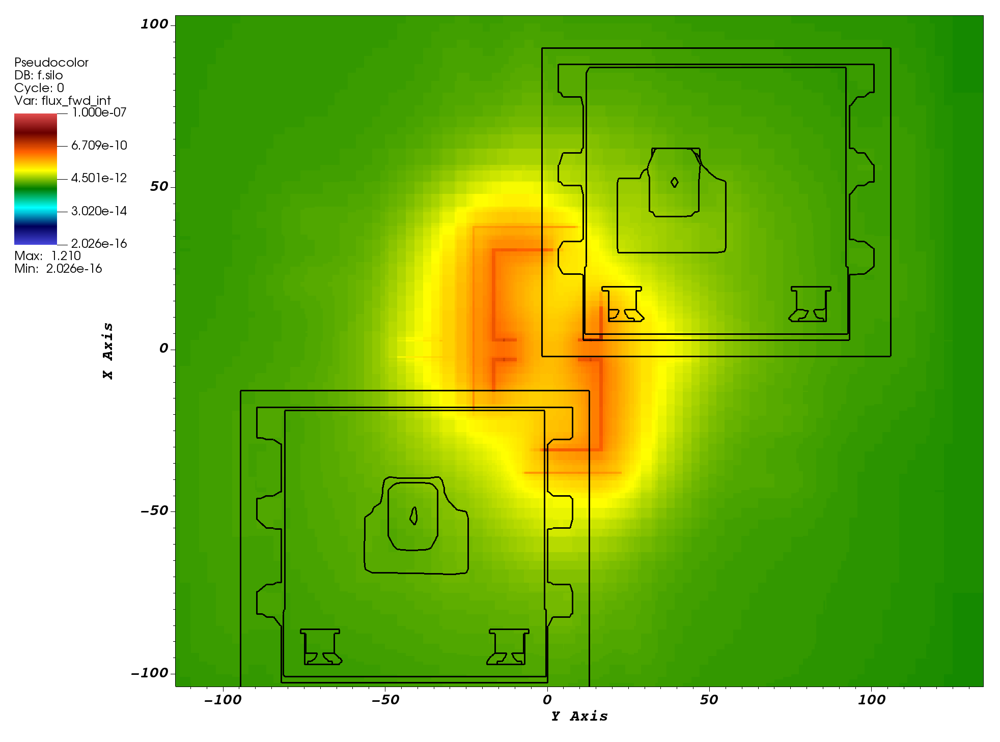 Pseudocolor
DB: f.silo
Cycle: 0
Var: flux_fwd_int
1.000e-07
6.709e-10
4.501e-12
3.020e-14
2.026e-16
Max: 1.210
Min: 2.026e-16
100
50
0
-50
-100
X Axis
-100 -50 0 50 100
Y Axis